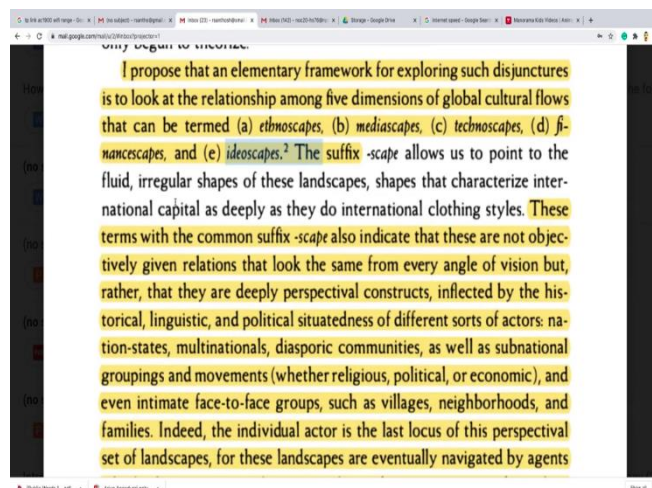 only begun to theorize.
I propose that an elementary framework for exploring such disjunctures
is to look at the relationship among five dimensions of global cultural flows
that can be termed (a) ethnoscapes, (b) mediascapes, (c) technoscapes, (d) fi-
nancescapes, and (e) ideoscapes.² The suffix -scape allows us to point to the
fluid, irregular shapes of these landscapes, shapes that characterize inter-
national capital as deeply as they do international clothing styles. These
terms with the common suffix -scape also indicate that these are not objec-
tively given relations that look the same from every angle of vision but,
rather, that they are deeply perspectival constructs, inflected by the his-
torical, linguistic, and political situatedness of different sorts of actors: na-
tion-states, multinationals, diasporic communities, as well as subnational
groupings and movements (whether religious, political, or economic), and
even intimate face-to-face groups, such as villages, neighborhoods, and
families. Indeed, the individual actor is the last locus of this perspectival
set of landscapes, for these landscapes are eventually navigated by agents